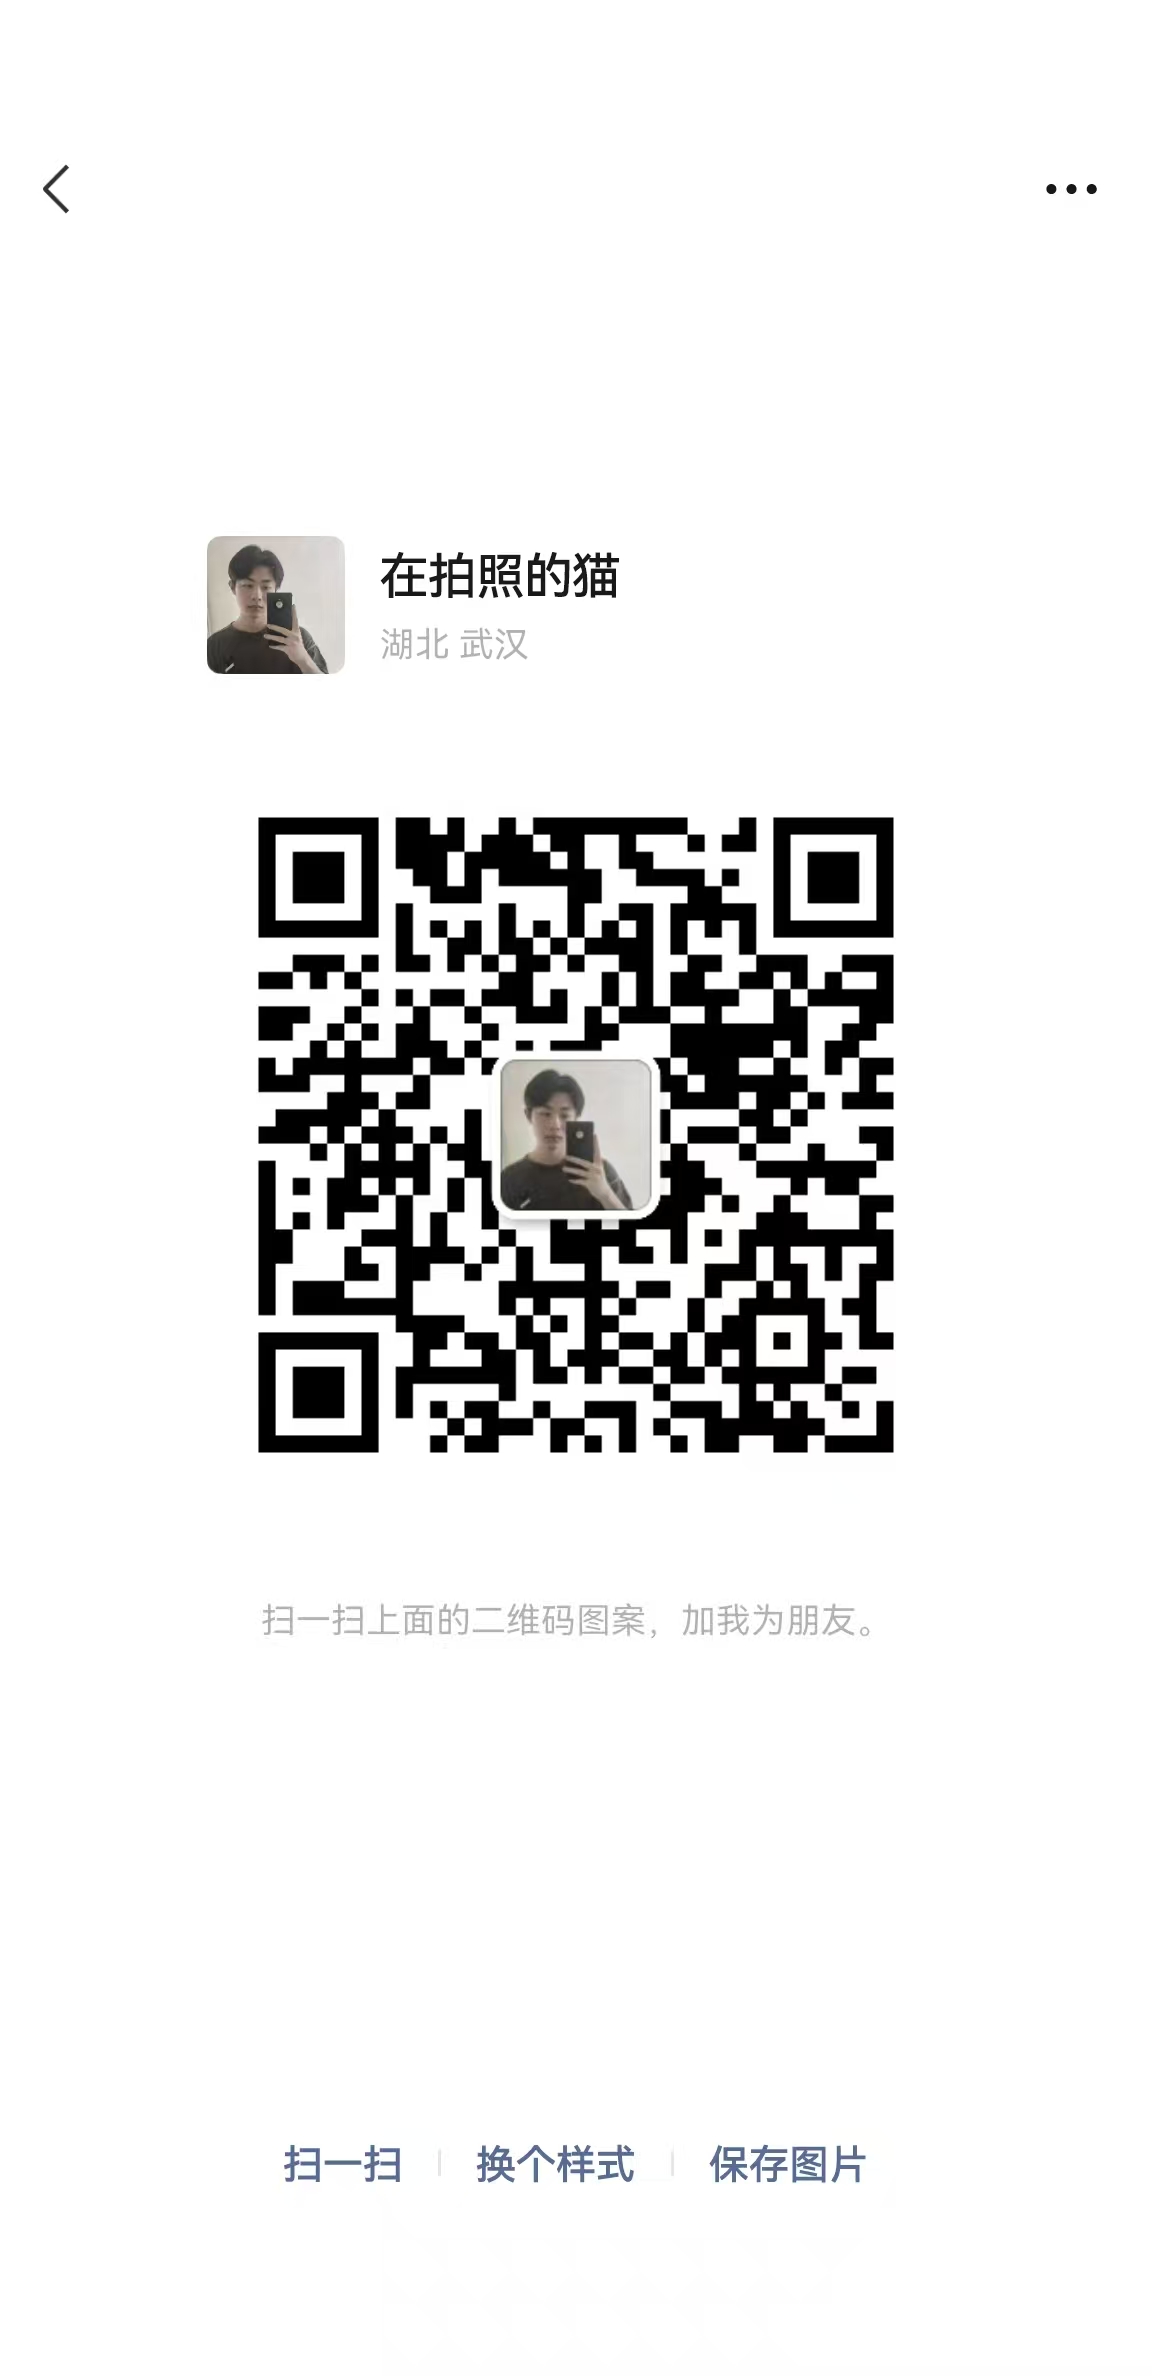 在拍照的猫
湖北 武汉
扫一扫上面的二维码图案，加我为朋友。
扫一扫
换个样式
保存图片